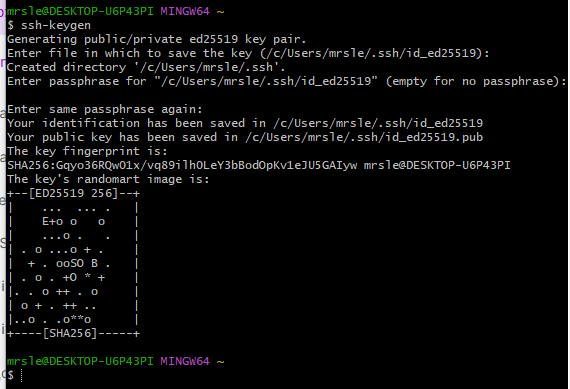 mrsle@DESKTOP-U6P43PI MINGW64 ~
$ ssh-keygen
Generating public/private ed25519 key pair.
Enter file in which to save the key (/c/Users/mrsle/.ssh/id_ed25519):
Created directory '/c/Users/mrsle/.ssh'.
Enter passphrase for "/c/Users/mrsle/.ssh/id_ed25519" (empty for no passphrase):
Enter same passphrase again:
Your identification has been saved in /c/Users/mrsle/.ssh/id_ed25519
Your public key has been saved in /c/Users/mrsle/.ssh/id_ed25519.pub
The key fingerprint is:
SHA256:Gqyo36RQwO1x/vq89ilhOLeY3bBodOpKv1eJU5GAIyw mrsle@DESKTOP-U6P43PI
The key's randomart image is:
+--[ED25519 256]--+
|    ...  ... .   |
|    E+o o   o    |
|    ...o .   .   |
| . o ...o + .    |
|  + . ooSO B .   |
| . o . +O * +    |
|. . o ++ . o     |
| o + . ++ ..     |
|..o . .o**o      |
+----[SHA256]-----+
mrsle@DESKTOP-U6P43PI MINGW64 ~
$